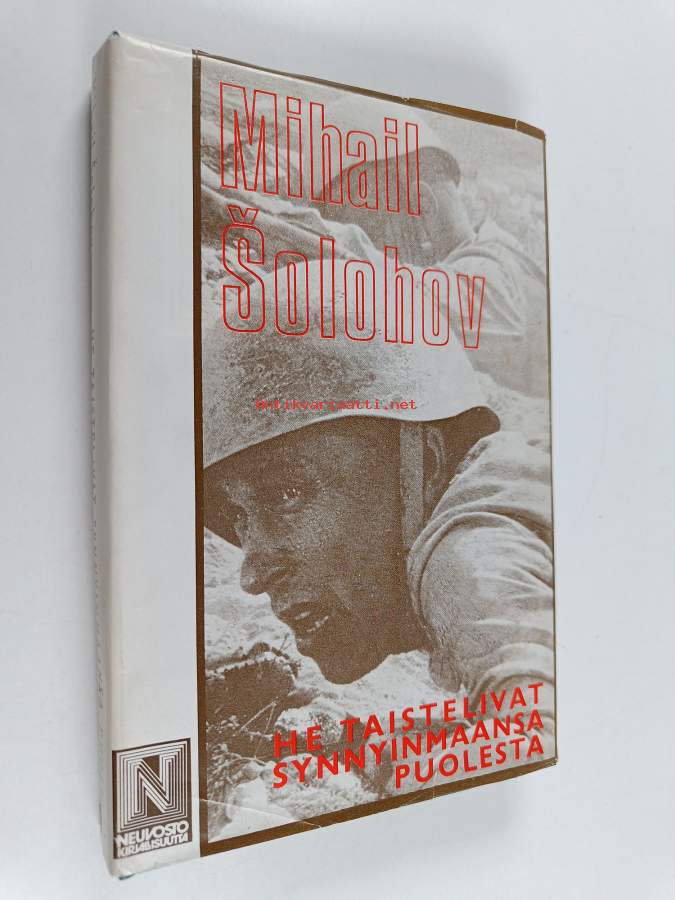 Mihail
Šolohov
Antikvariaatti.net
HE TAISTELIVAT
SYNNYINMAANSA
PUOLESTA
N
NEUVOSTO
KIRJALLISUUTTA